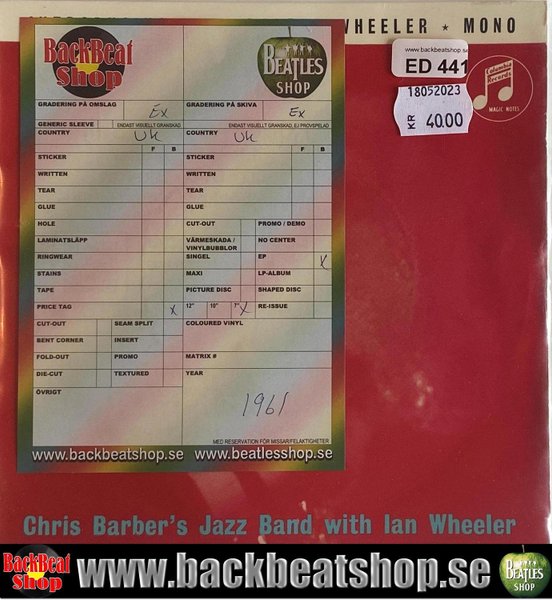 WHEELER ★ MONO
BackBeat Shop
BEATLES SHOP
www.backbeatshop.se
ED 441
18052023
KR 40.00
Columbia Records
MAGIC NOTES
GRADERING PÅ OMSLAG Ex GRADERING PÅ SKIVA Ex
GENERIC SLEEVE ENDAST VISUELLT GRANSKAD. ENDAST VISUELLT GRANSKAD, EJ PROVSPELAD
COUNTRY UK COUNTRY UK
F B F B
STICKER STICKER
WRITTEN WRITTEN
TEAR TEAR
GLUE GLUE
HOLE CUT-OUT PROMO / DEMO
LAMINATSLÄPP VÄRMESKADA / VINYLBUBBLOR NO CENTER
RINGWEAR SINGEL EP X
STAINS MAXI LP-ALBUM
TAPE PICTURE DISC SHAPED DISC
PRICE TAG X 12" 10" 7" X RE-ISSUE
CUT-OUT SEAM SPLIT COLOURED VINYL
BENT CORNER INSERT
FOLD-OUT PROMO MATRIX #
DIE-CUT TEXTURED YEAR
ÖVRIGT
1961
MED RESERVATION FÖR MISSAR/FELAKTIGHETER
www.backbeatshop.se www.beatlesshop.se
Chris Barber's Jazz Band with Ian Wheeler
BackBeat Shop www.backbeatshop.se BEATLES SHOP